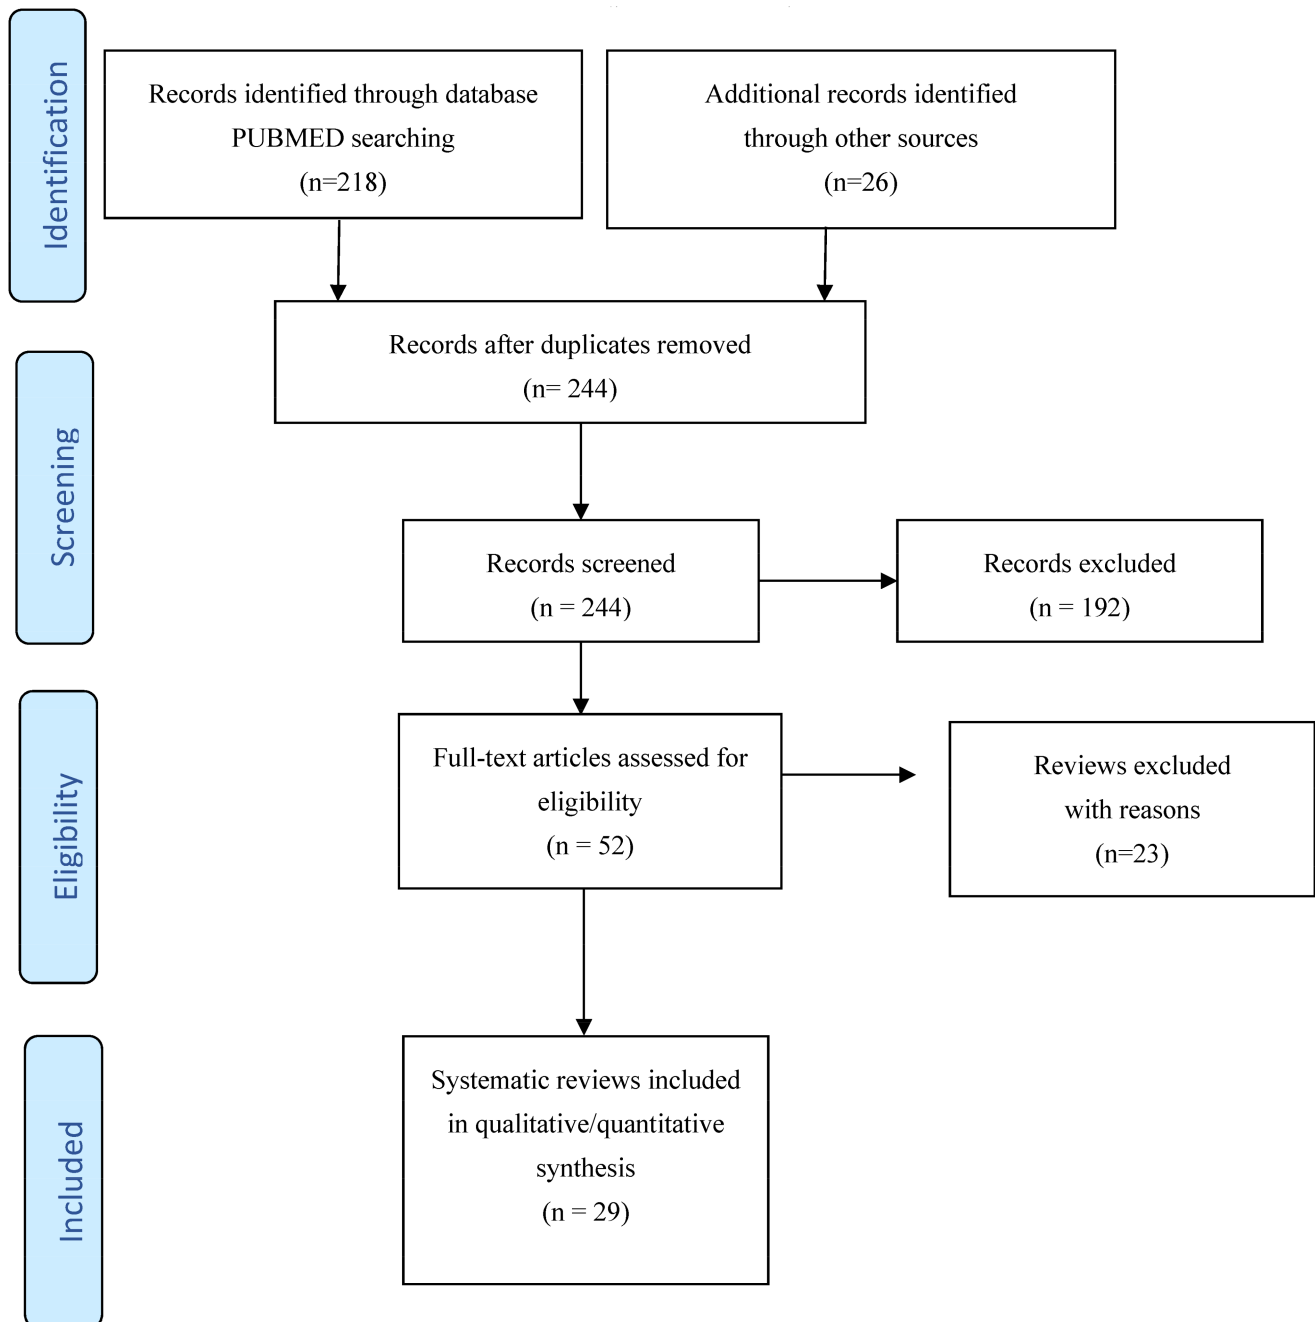 Identification
Records identified through database
PUBMED searching
(n=218)
Additional records identified
through other sources
(n=26)
Records after duplicates removed
(n= 244)
Screening
Records screened
(n = 244)
Records excluded
(n = 192)
Eligibility
Full-text articles assessed for
eligibility
(n = 52)
Reviews excluded
with reasons
(n=23)
Included
Systematic reviews included
in qualitative/quantitative
synthesis
(n = 29)